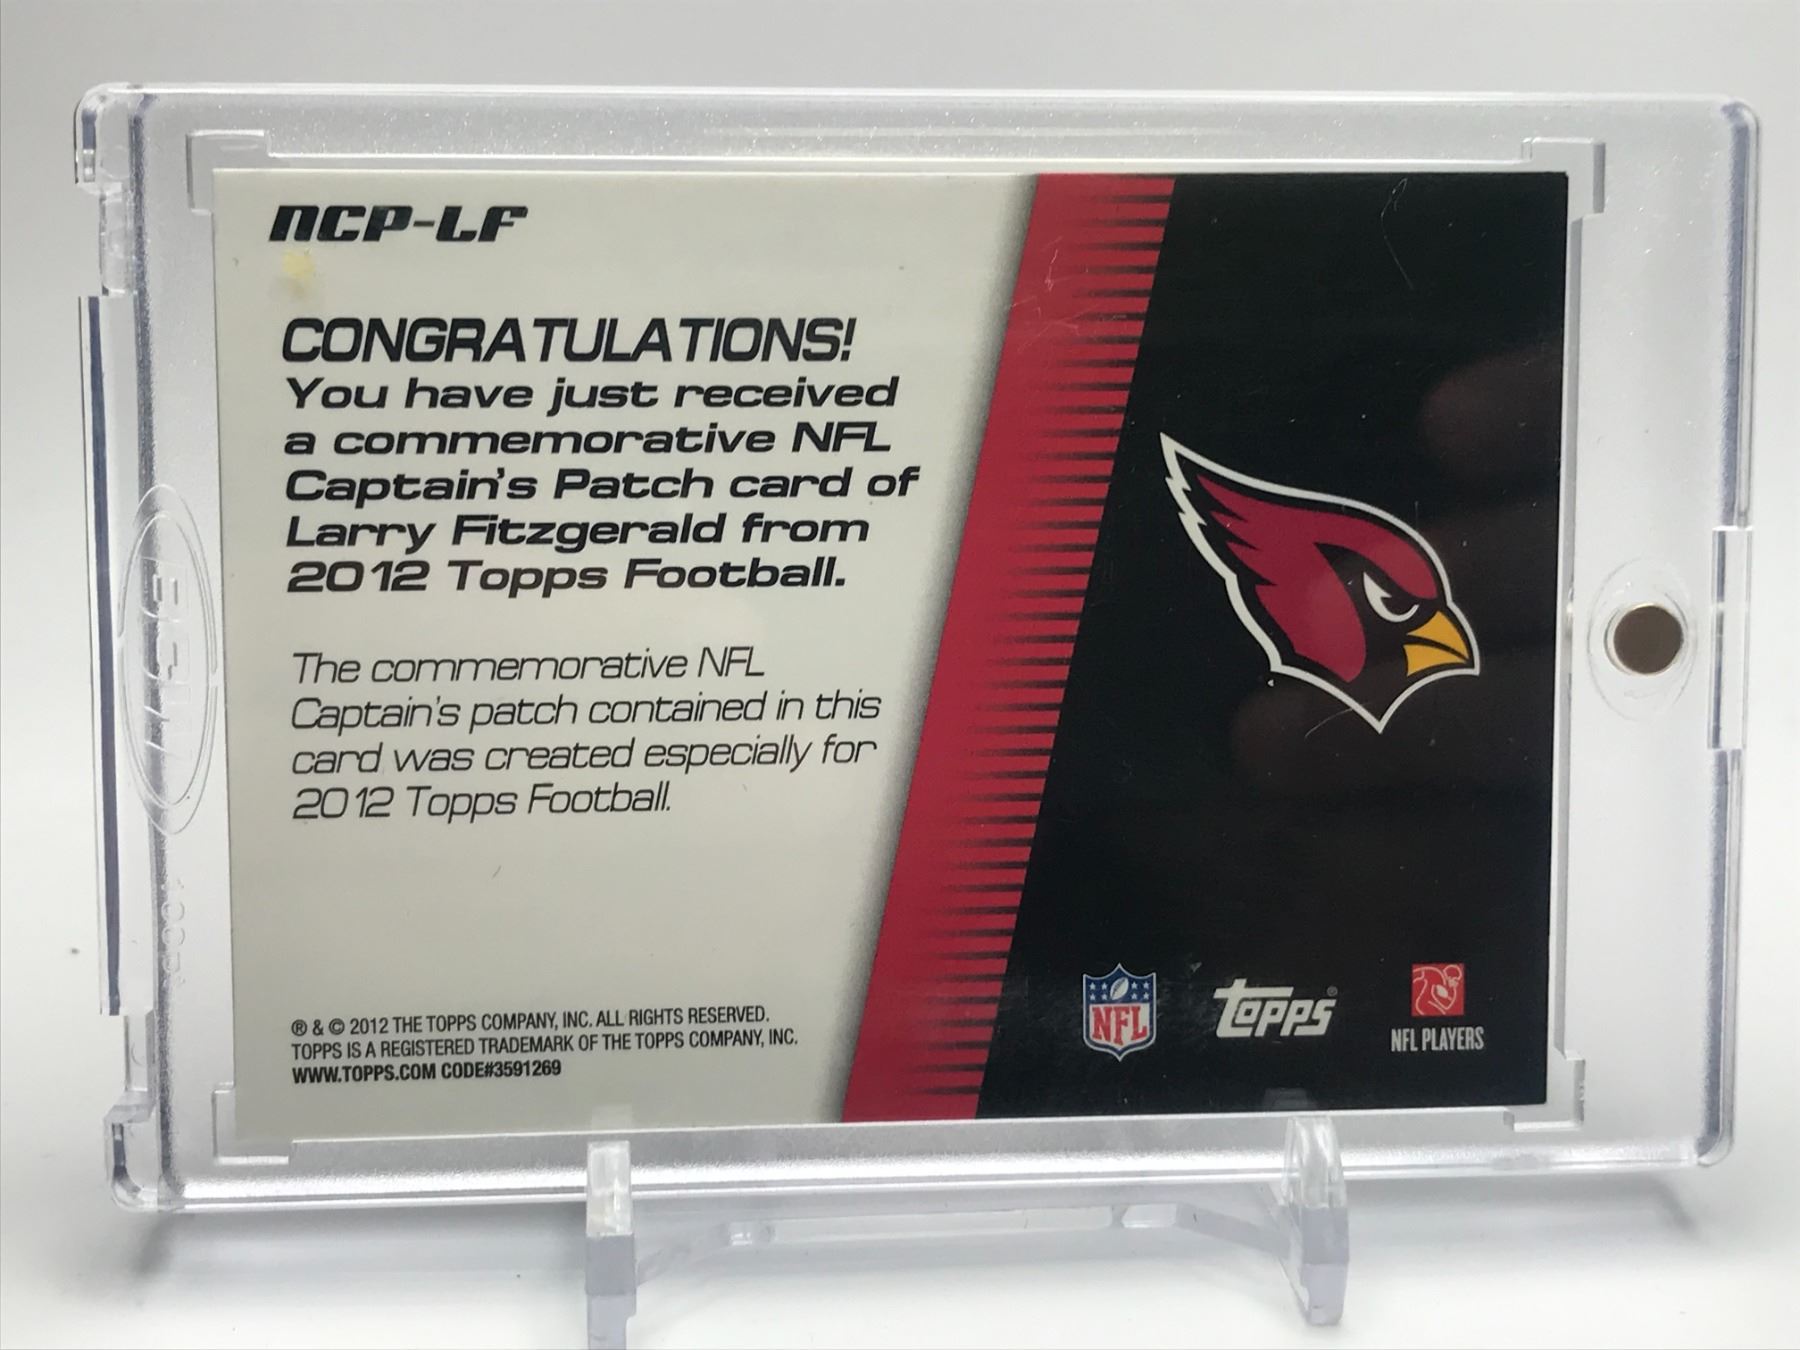 NCP-LF
CONGRATULATIONS!
You have just received
a commemorative NFL
Captain's Patch card of
Larry Fitzgerald from
2012 Topps Football.
The commemorative NFL
Captain's patch contained in this
card was created especially for
2012 Topps Football.
® & © 2012 THE TOPPS COMPANY, INC. ALL RIGHTS RESERVED.
TOPPS IS A REGISTERED TRADEMARK OF THE TOPPS COMPANY, INC.
WWW.TOPPS.COM CODE#3591269
NFL
Topps®
NFL PLAYERS